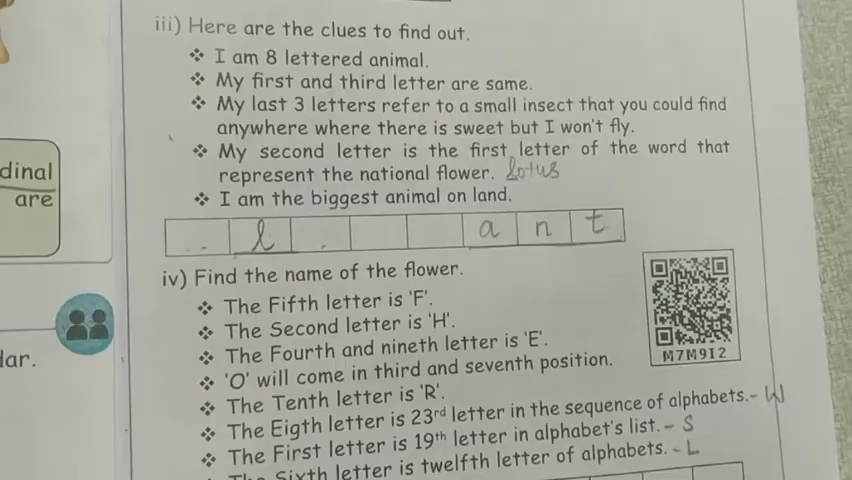 iii) Here are the clues to find out.
❖ I am 8 lettered animal.
❖ My first and third letter are same.
❖ My last 3 letters refer to a small insect that you could find
anywhere where there is sweet but I won't fly.
❖ My second letter is the first letter of the word that
represent the national flower. Lotus
❖ I am the biggest animal on land.
l a n t
dinal
are
iv) Find the name of the flower.
❖ The Fifth letter is 'F'.
❖ The Second letter is 'H'.
❖ The Fourth and nineth letter is 'E'.
❖ 'O' will come in third and seventh position.
❖ The Tenth letter is 'R'.
❖ The Eigth letter is 23rd letter in the sequence of alphabets. - W
❖ The First letter is 19th letter in alphabet's list. - S
❖ The Sixth letter is twelfth letter of alphabets. - L
M7M9I2
dar.